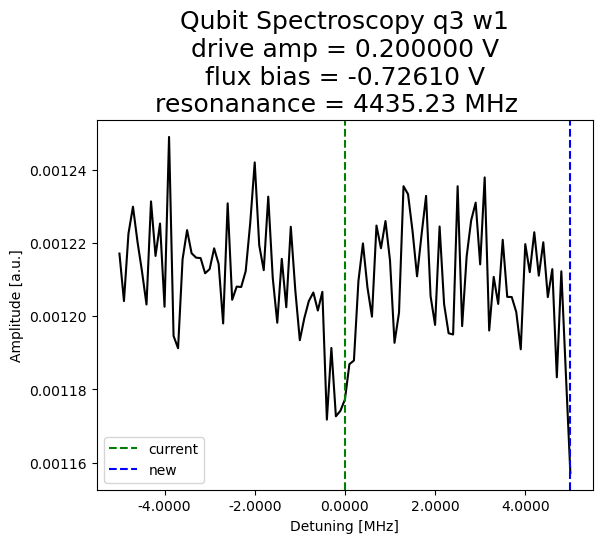 Qubit Spectroscopy q3 w1
drive amp = 0.200000 V
flux bias = -0.72610 V
resonanance = 4435.23 MHz
0.00124
0.00122
0.00120
0.00118
0.00116
Amplitude [a.u.]
current
new
-4.0000 -2.0000 0.0000 2.0000 4.0000
Detuning [MHz]